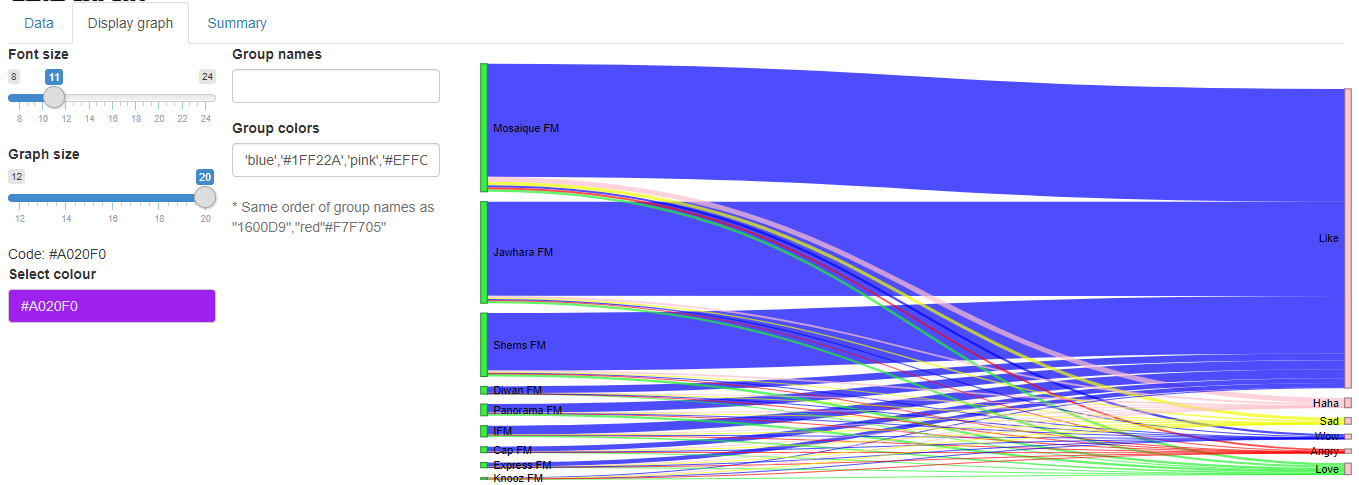 Data Display graph Summary
Font size
8 11 24
8 10 12 14 16 18 20 22 24
Graph size
12 20
12 14 16 18 20
Code: #A020F0
Select colour
#A020F0
Group names
Group colors
'blue','#1FF22A','pink','#EFFC
* Same order of group names as
"1600D9","red"#F7F705"
Mosaique FM
Jawhara FM
Shems FM
Diwan FM
Panorama FM
IFM
Cap FM
Express FM
Knooz FM
Like
Haha
Sad
Wow
Angry
Love